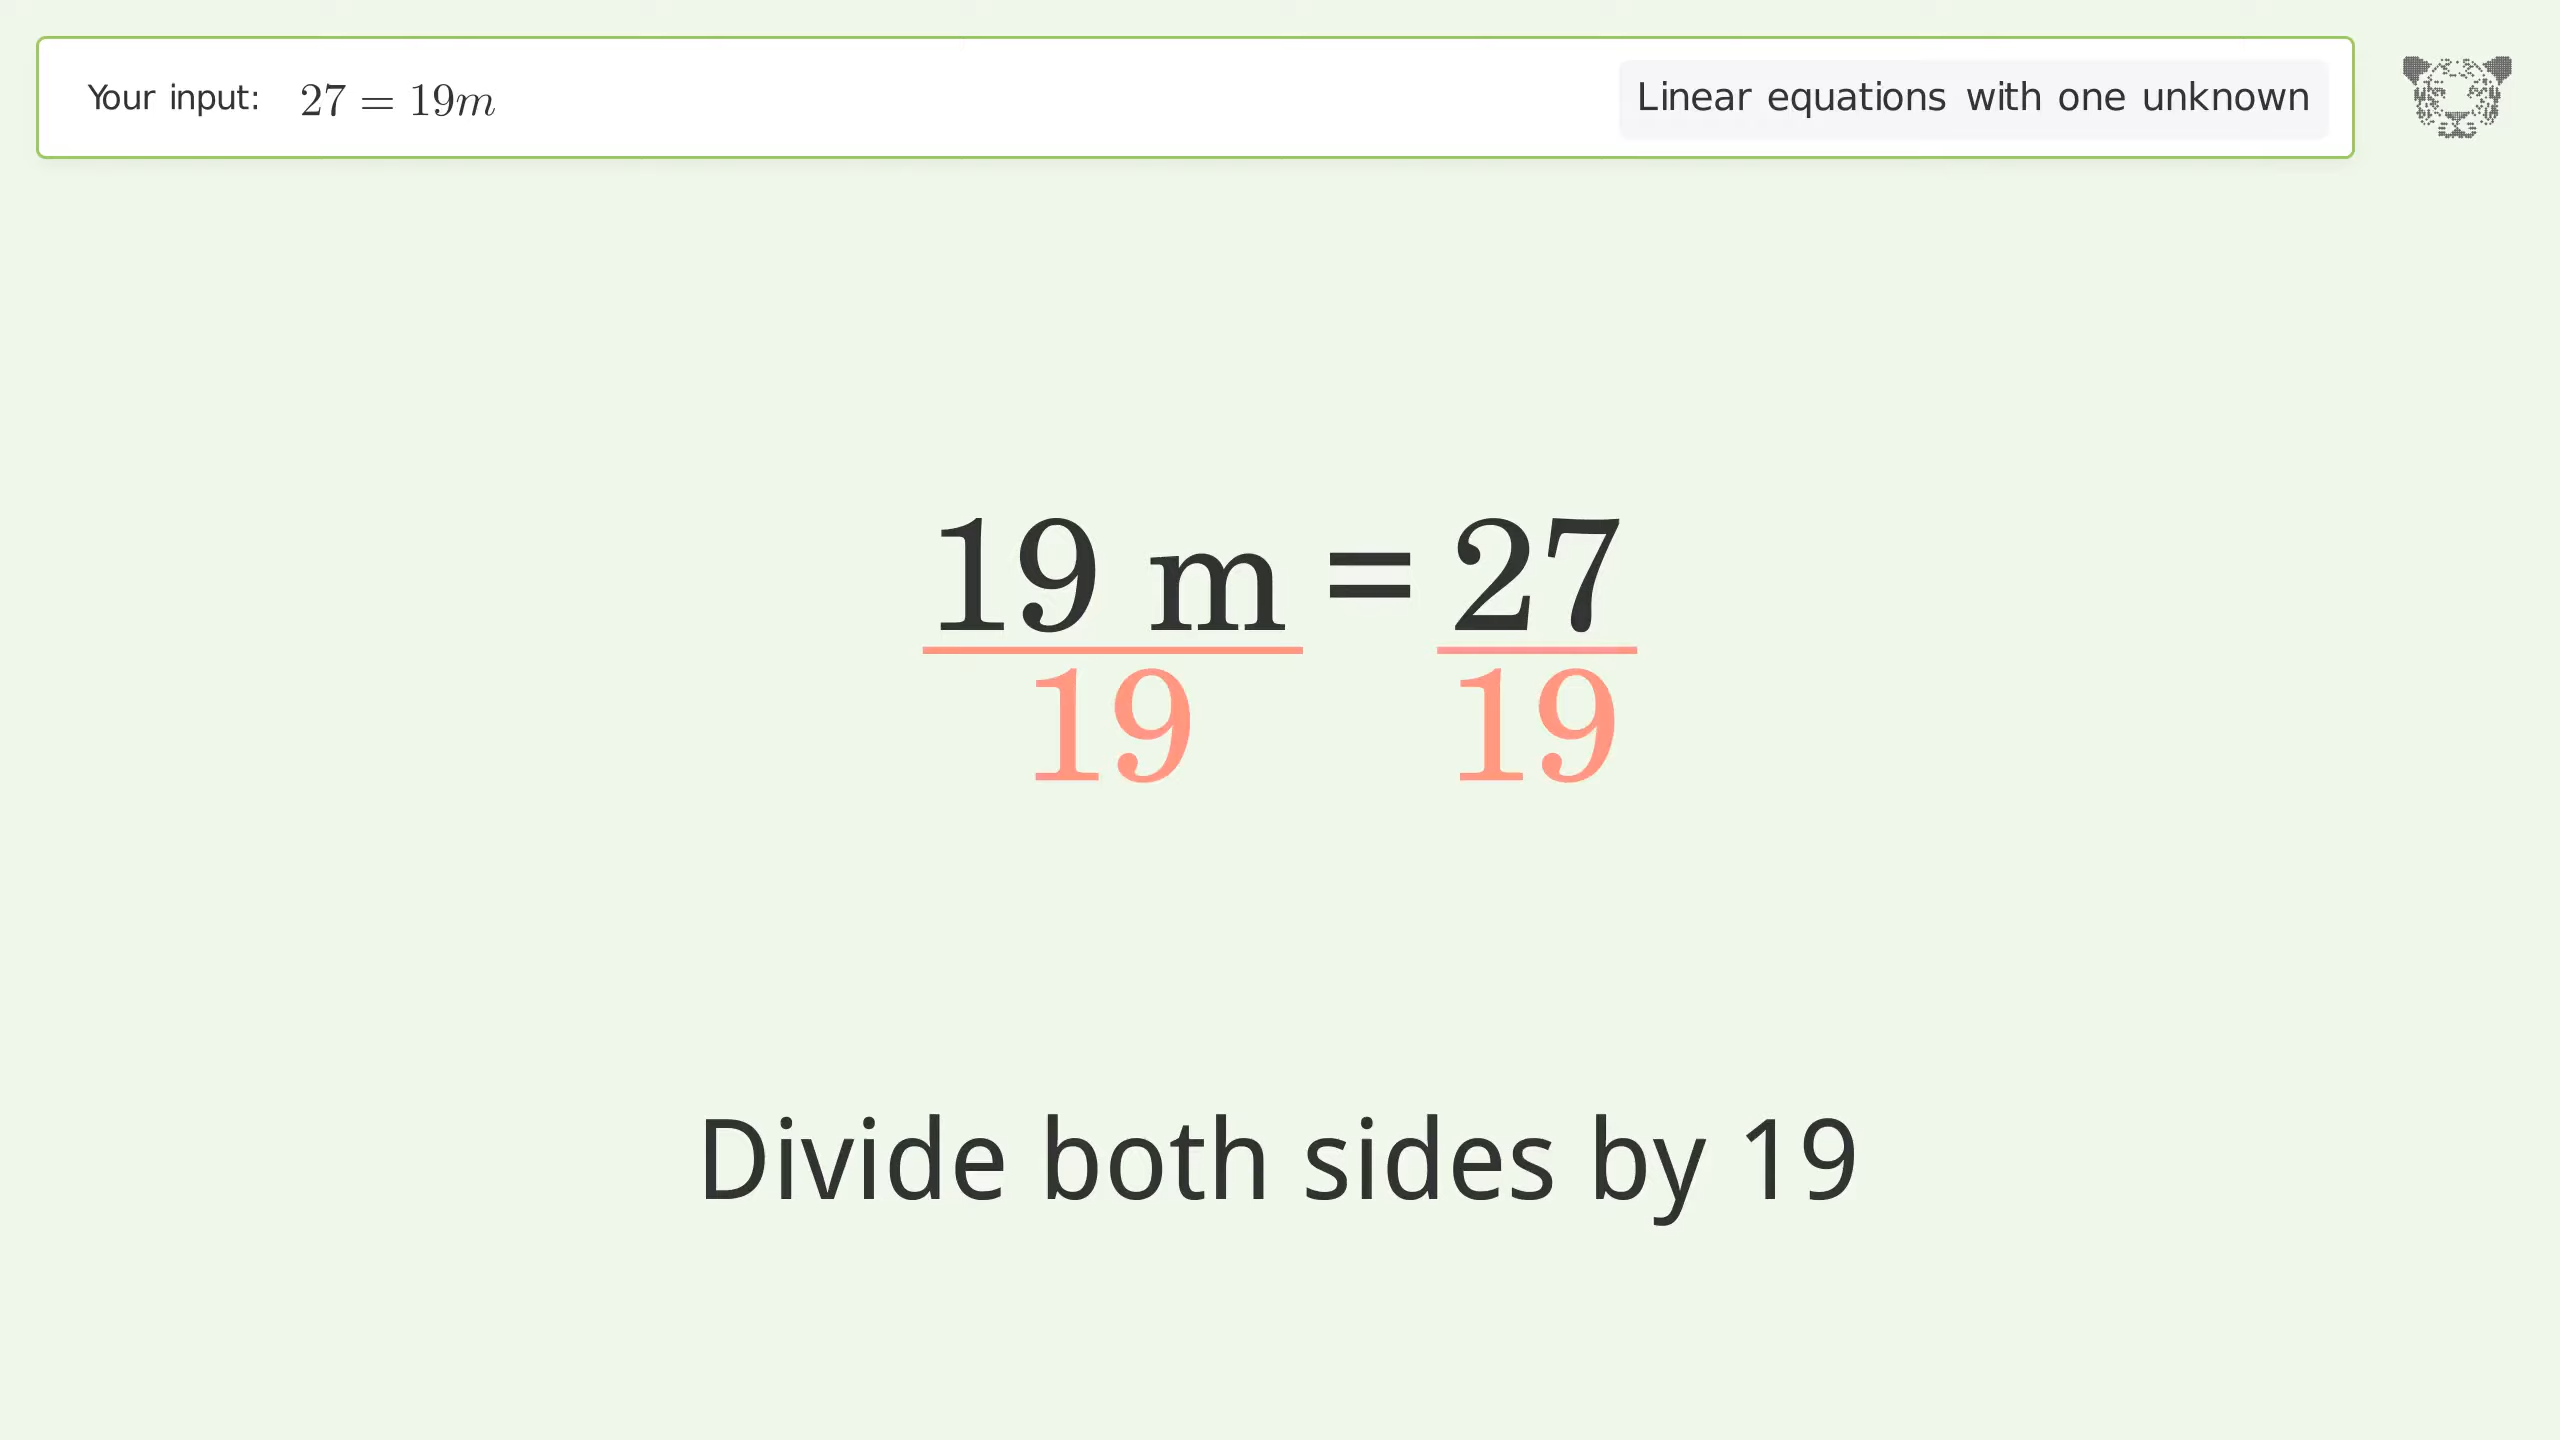 Your input: 27 = 19m
Linear equations with one unknown
19 m = 27
19 19
Divide both sides by 19